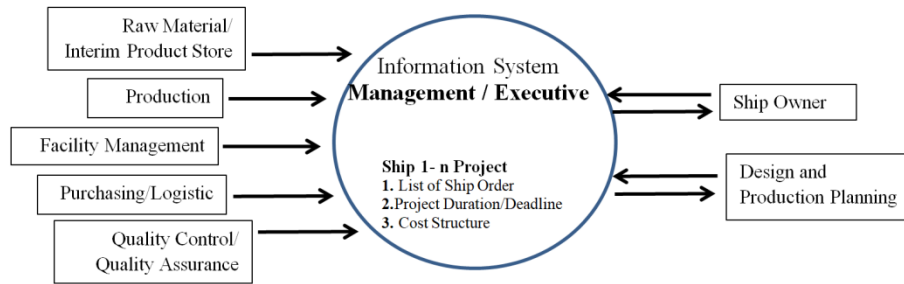 Raw Material/
Interim Product Store
Production
Facility Management
Purchasing/Logistic
Quality Control/
Quality Assurance
Information System
Management / Executive
Ship 1- n Project
1. List of Ship Order
2.Project Duration/Deadline
3. Cost Structure
Ship Owner
Design and
Production Planning